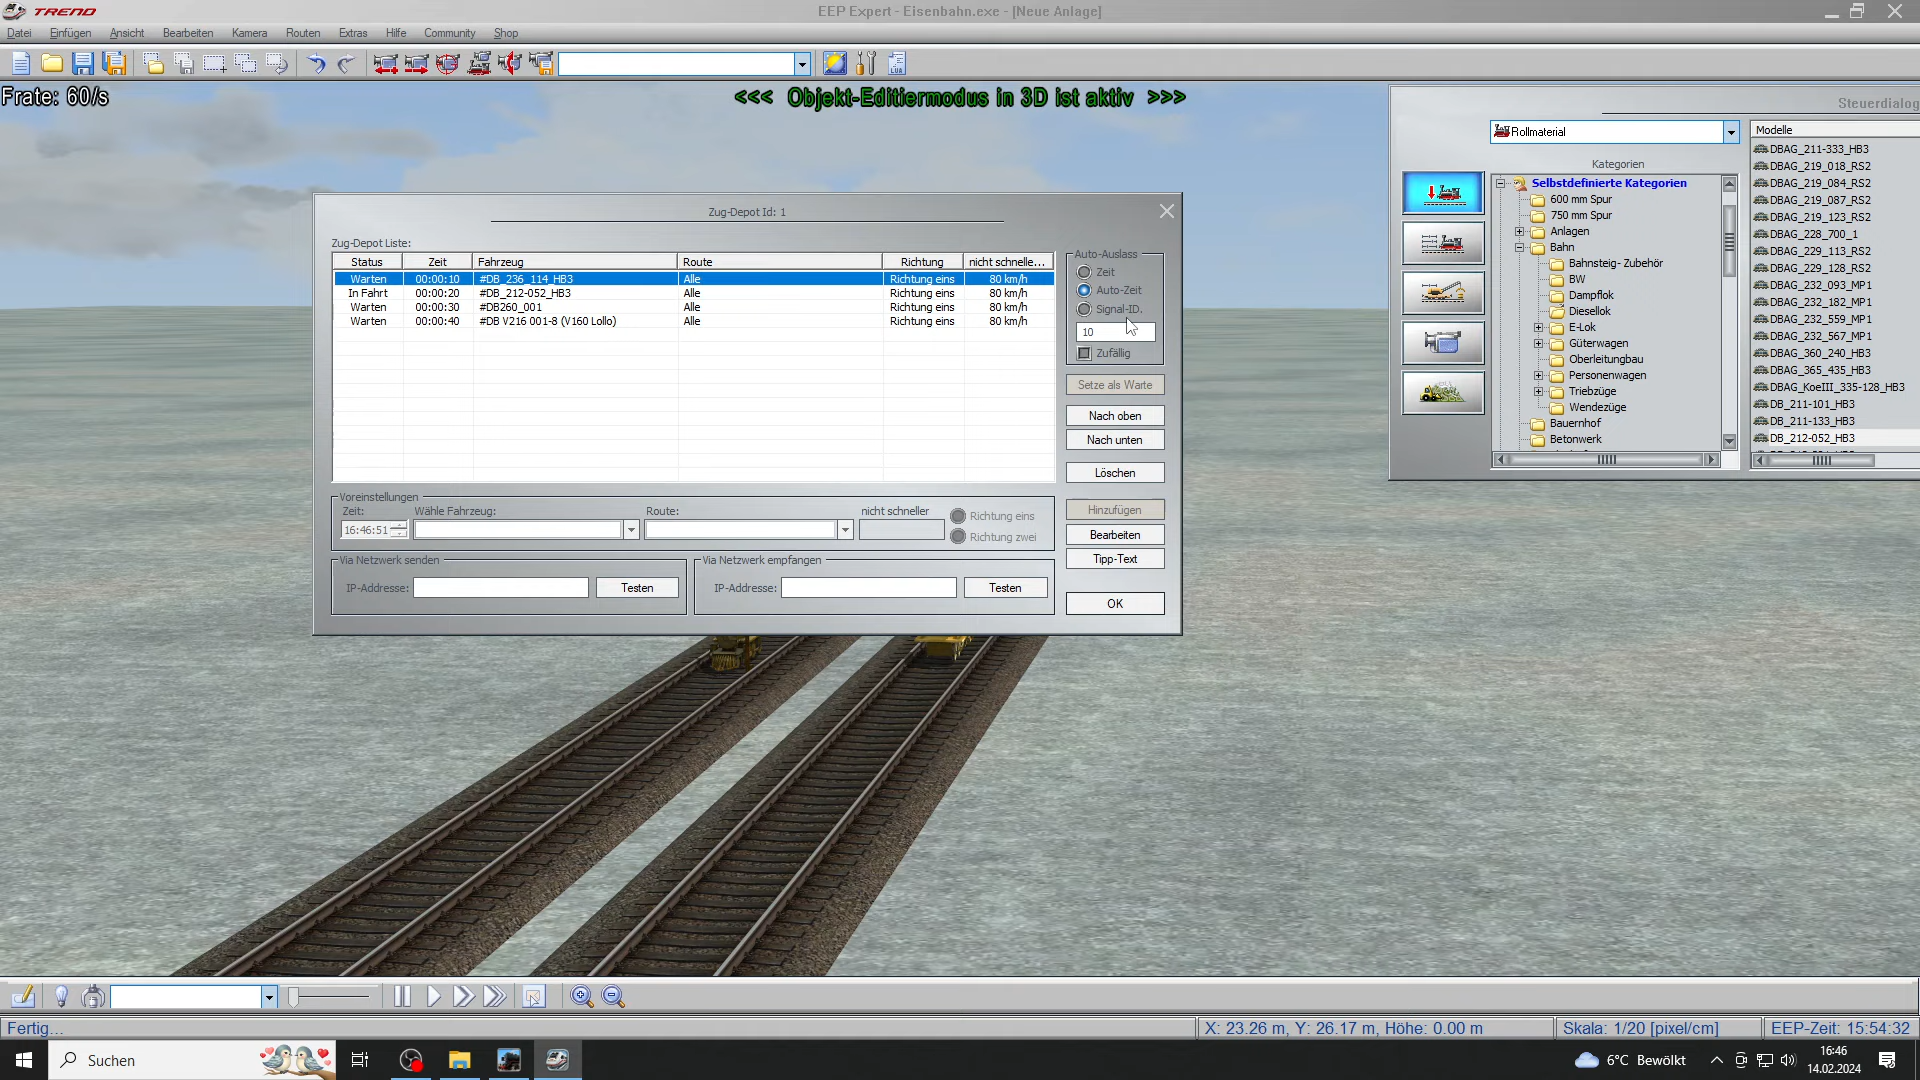 TREND
EEP Expert - Eisenbahn.exe - [Neue Anlage]
Datei Einfügen Ansicht Bearbeiten Kamera Routen Extras Hilfe Community Shop
Frate: 60/s
<<< Objekt-Editiermodus in 3D ist aktiv >>>
Steuerdialog
Rollmaterial
Kategorien
Selbstdefinierte Kategorien
600 mm Spur
750 mm Spur
Anlagen
Bahn
Bahnsteig- Zubehör
BW
Dampflok
Diesellok
E-Lok
Güterwagen
Oberleitungbau
Personenwagen
Triebzüge
Wendezüge
Bauernhof
Betonwerk
Modelle
DBAG_211-333_HB3
DBAG_219_018_RS2
DBAG_219_084_RS2
DBAG_219_087_RS2
DBAG_219_123_RS2
DBAG_228_700_1
DBAG_229_113_RS2
DBAG_229_128_RS2
DBAG_232_093_MP1
DBAG_232_182_MP1
DBAG_232_559_MP1
DBAG_232_567_MP1
DBAG_360_240_HB3
DBAG_365_435_HB3
DBAG_KoeIII_335-128_HB3
DB_211-101_HB3
DB_211-133_HB3
DB_212-052_HB3
Zug-Depot Id: 1
Zug-Depot Liste:
Status Zeit Fahrzeug Route Richtung nicht schnelle...
Warten 00:00:10 #DB_236_114_HB3 Alle Richtung eins 80 km/h
In Fahrt 00:00:20 #DB_212-052_HB3 Alle Richtung eins 80 km/h
Warten 00:00:30 #DB260_001 Alle Richtung eins 80 km/h
Warten 00:00:40 #DB V216 001-8 (V160 Lollo) Alle Richtung eins 80 km/h
Auto-Auslass
Zeit
Auto-Zeit
Signal-ID.
10
Zufällig
Setze als Warte
Nach oben
Nach unten
Löschen
Hinzufügen
Bearbeiten
Tipp-Text
OK
Voreinstellungen
Zeit: Wähle Fahrzeug: Route: nicht schneller
16:46:51
Richtung eins
Richtung zwei
Via Netzwerk senden
IP-Addresse: Testen
Via Netzwerk empfangen
IP-Addresse: Testen
Fertig...
X: 23.26 m, Y: 26.17 m, Höhe: 0.00 m
Skala: 1/20 [pixel/cm]
EEP-Zeit: 15:54:32
Suchen
6°C Bewölkt
16:46
14.02.2024